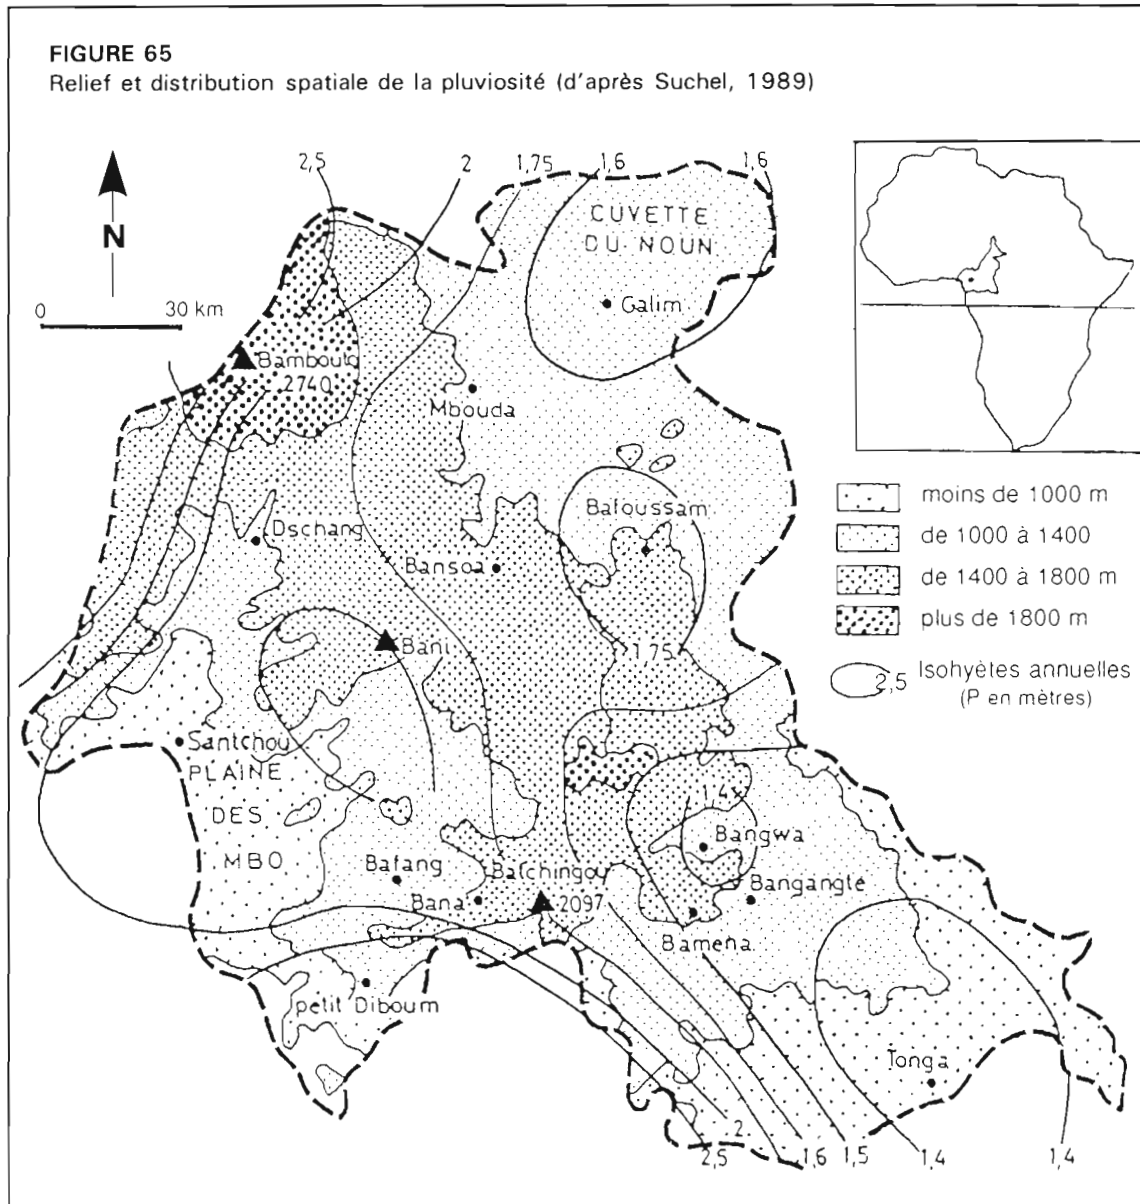 FIGURE 65
Relief et distribution spatiale de la pluviosité (d'après Suchel, 1989)
2,5
2
1,75
1,6
1,6
N
0 30 km
CUVETTE
DU NOUN
Galim
Bambouto
2740
Mbouda
Bafoussam
Dschang
Bansoa
Bani
1,75
Santchou
PLAINE
DES
MBO
1,4
Bangwa
Bafang
Batchingou
2097
Bana
Bangangté
Bamena
petit Diboum
Tonga
2
2,5
1,6
1,5
1,4
1,4
moins de 1000 m
de 1000 à 1400
de 1400 à 1800 m
plus de 1800 m
2,5 Isohyètes annuelles
(P en mètres)